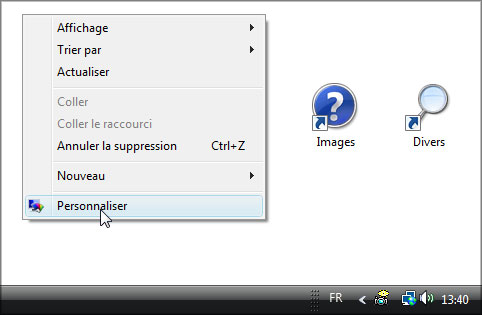 Affichage
Trier par
Actualiser
Coller
Coller le raccourci
Annuler la suppression Ctrl+Z
Nouveau
Personnaliser
Images
Divers
FR 13:40